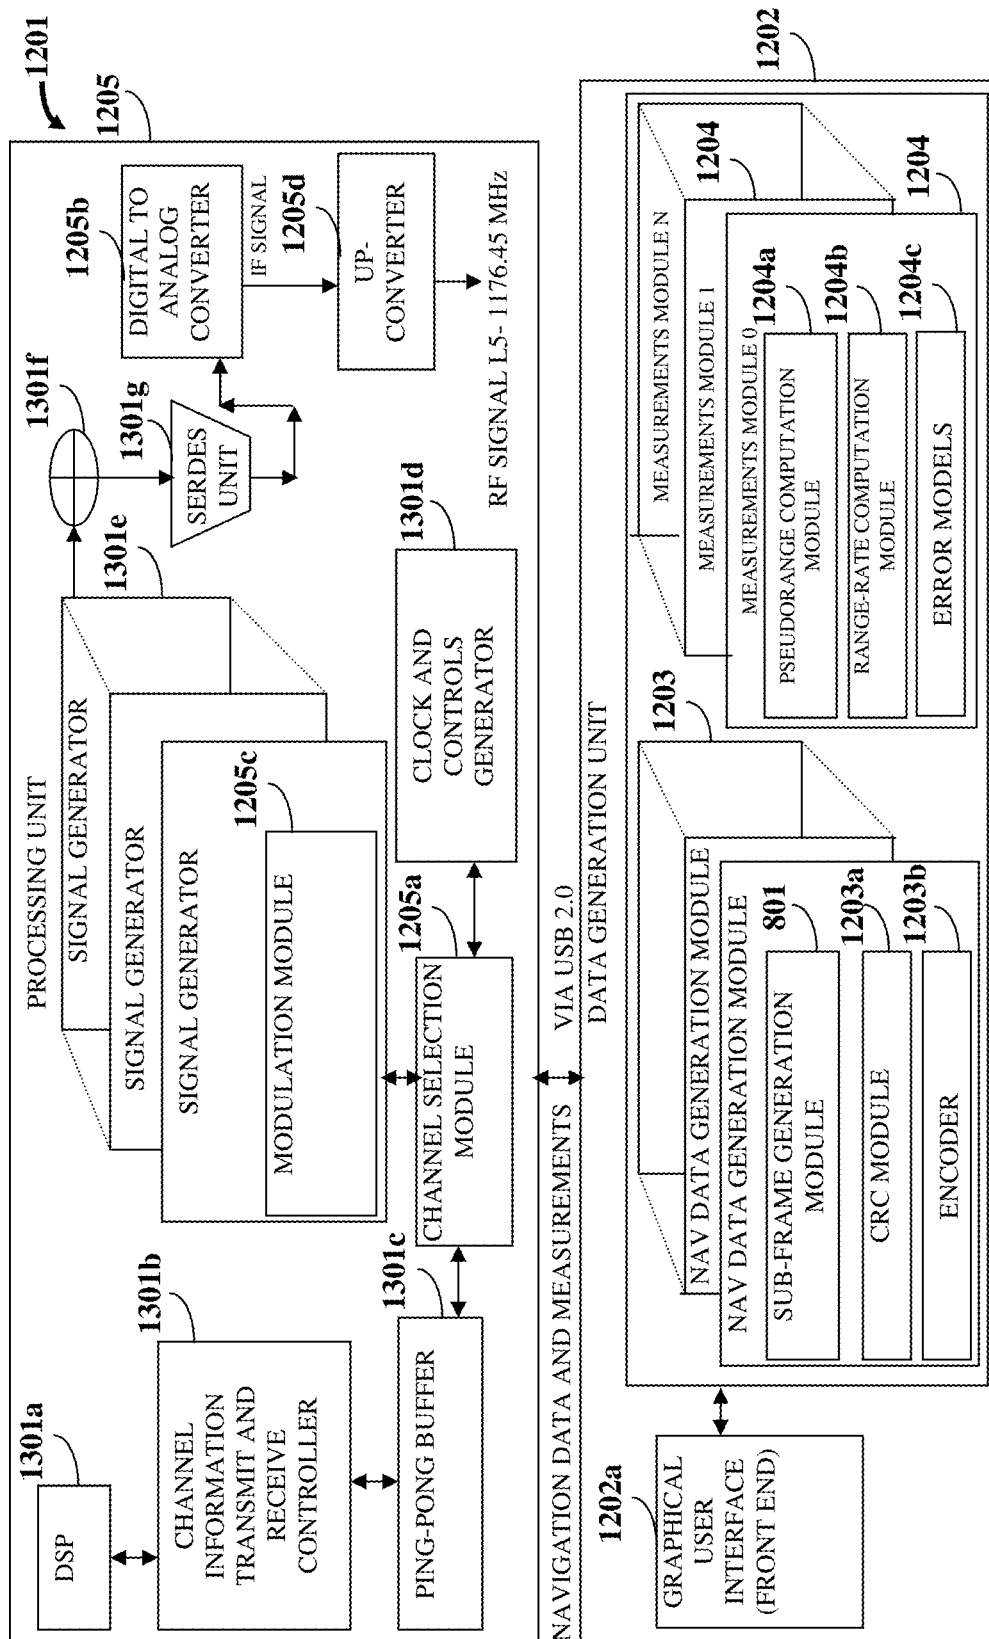 1201
1205
PROCESSING UNIT
1301a
DSP
1301b
CHANNEL
INFORMATION
TRANSMIT AND
RECEIVE
CONTROLLER
1301c
PING-PONG BUFFER
SIGNAL GENERATOR
SIGNAL GENERATOR
SIGNAL GENERATOR
1205c
MODULATION MODULE
1301e
1205a
CHANNEL SELECTION
MODULE
1301d
CLOCK AND
CONTROLS
GENERATOR
1301f
1301g
SERDES
UNIT
1205b
DIGITAL TO
ANALOG
CONVERTER
IF SIGNAL
1205d
UP-
CONVERTER
RF SIGNAL L5- 1176.45 MHz
NAVIGATION DATA AND MEASUREMENTS
VIA USB 2.0
DATA GENERATION UNIT
1202
1202a
GRAPHICAL
USER
INTERFACE
(FRONT END)
1203
NAV DATA GENERATION MODULE
NAV DATA GENERATION MODULE
801
SUB-FRAME GENERATION
MODULE
1203a
CRC MODULE
1203b
ENCODER
MEASUREMENTS MODULE N
1204
MEASUREMENTS MODULE 1
1204
MEASUREMENTS MODULE 0
1204a
PSEUDORANGE COMPUTATION
MODULE
1204b
RANGE-RATE COMPUTATION
MODULE
1204c
ERROR MODELS